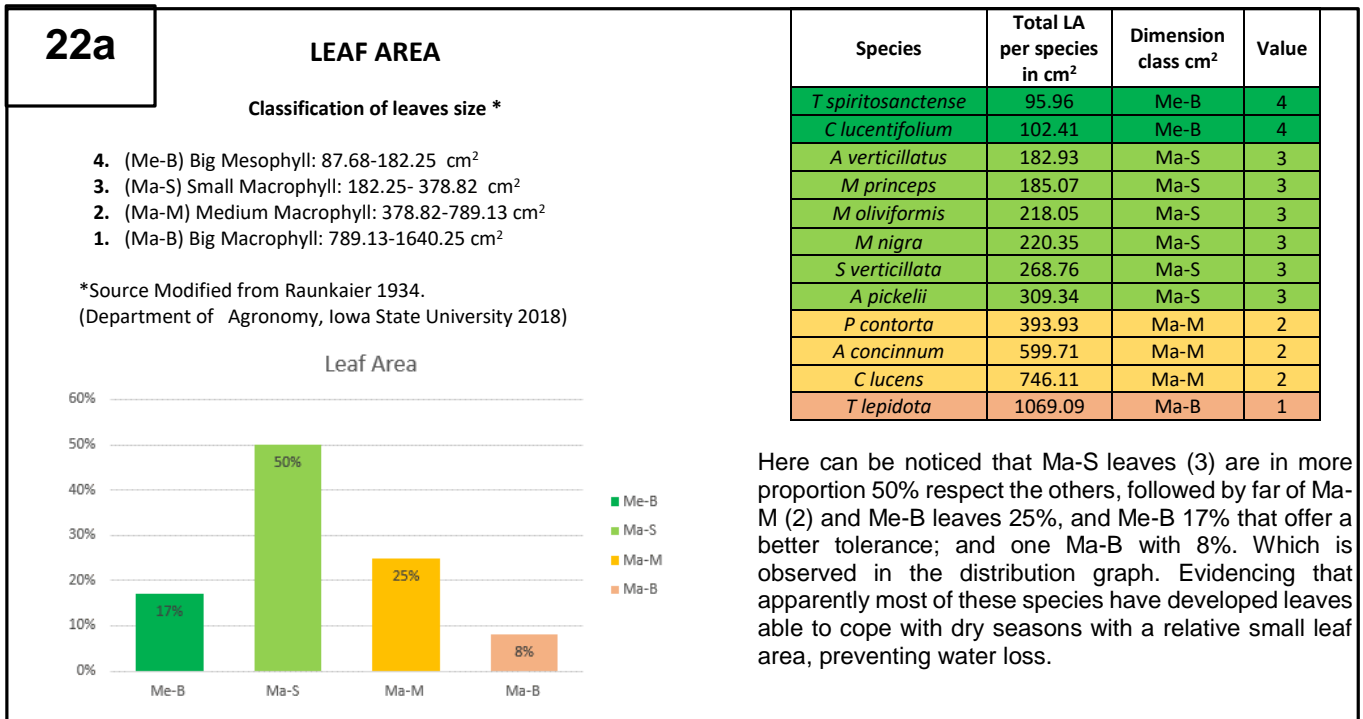 22a
LEAF AREA
Classification of leaves size *
4. (Me-B) Big Mesophyll: 87.68-182.25 cm²
3. (Ma-S) Small Macrophyll: 182.25- 378.82 cm²
2. (Ma-M) Medium Macrophyll: 378.82-789.13 cm²
1. (Ma-B) Big Macrophyll: 789.13-1640.25 cm²
*Source Modified from Raunkaier 1934.
(Department of Agronomy, Iowa State University 2018)
Leaf Area
60%
50%
40%
30%
20%
10%
0%
17%
50%
25%
8%
Me-B Ma-S Ma-M Ma-B
Me-B
Ma-S
Ma-M
Ma-B
Species Total LA per species in cm² Dimension class cm² Value
T spiritosanctense 95.96 Me-B 4
C lucentifolium 102.41 Me-B 4
A verticillatus 182.93 Ma-S 3
M princeps 185.07 Ma-S 3
M oliviformis 218.05 Ma-S 3
M nigra 220.35 Ma-S 3
S verticillata 268.76 Ma-S 3
A pickelii 309.34 Ma-S 3
P contorta 393.93 Ma-M 2
A concinnum 599.71 Ma-M 2
C lucens 746.11 Ma-M 2
T lepidota 1069.09 Ma-B 1
Here can be noticed that Ma-S leaves (3) are in more
proportion 50% respect the others, followed by far of Ma-
M (2) and Me-B leaves 25%, and Me-B 17% that offer a
better tolerance; and one Ma-B with 8%. Which is
observed in the distribution graph. Evidencing that
apparently most of these species have developed leaves
able to cope with dry seasons with a relative small leaf
area, preventing water loss.